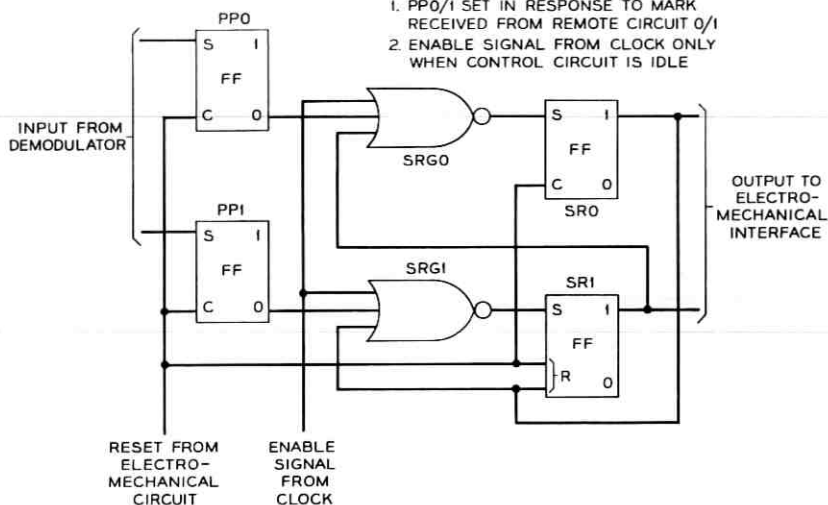 1. PP0/1 SET IN RESPONSE TO MARK
RECEIVED FROM REMOTE CIRCUIT 0/1
2. ENABLE SIGNAL FROM CLOCK ONLY
WHEN CONTROL CIRCUIT IS IDLE
PP0
S 1
FF
C 0
INPUT FROM
DEMODULATOR
PP1
S 1
FF
C 0
SRG0
SRG1
S 1
FF
C 0
SR0
SR1
S 1
FF
R
0
OUTPUT TO
ELECTRO-
MECHANICAL
INTERFACE
RESET FROM
ELECTRO-
MECHANICAL
CIRCUIT
ENABLE
SIGNAL
FROM
CLOCK